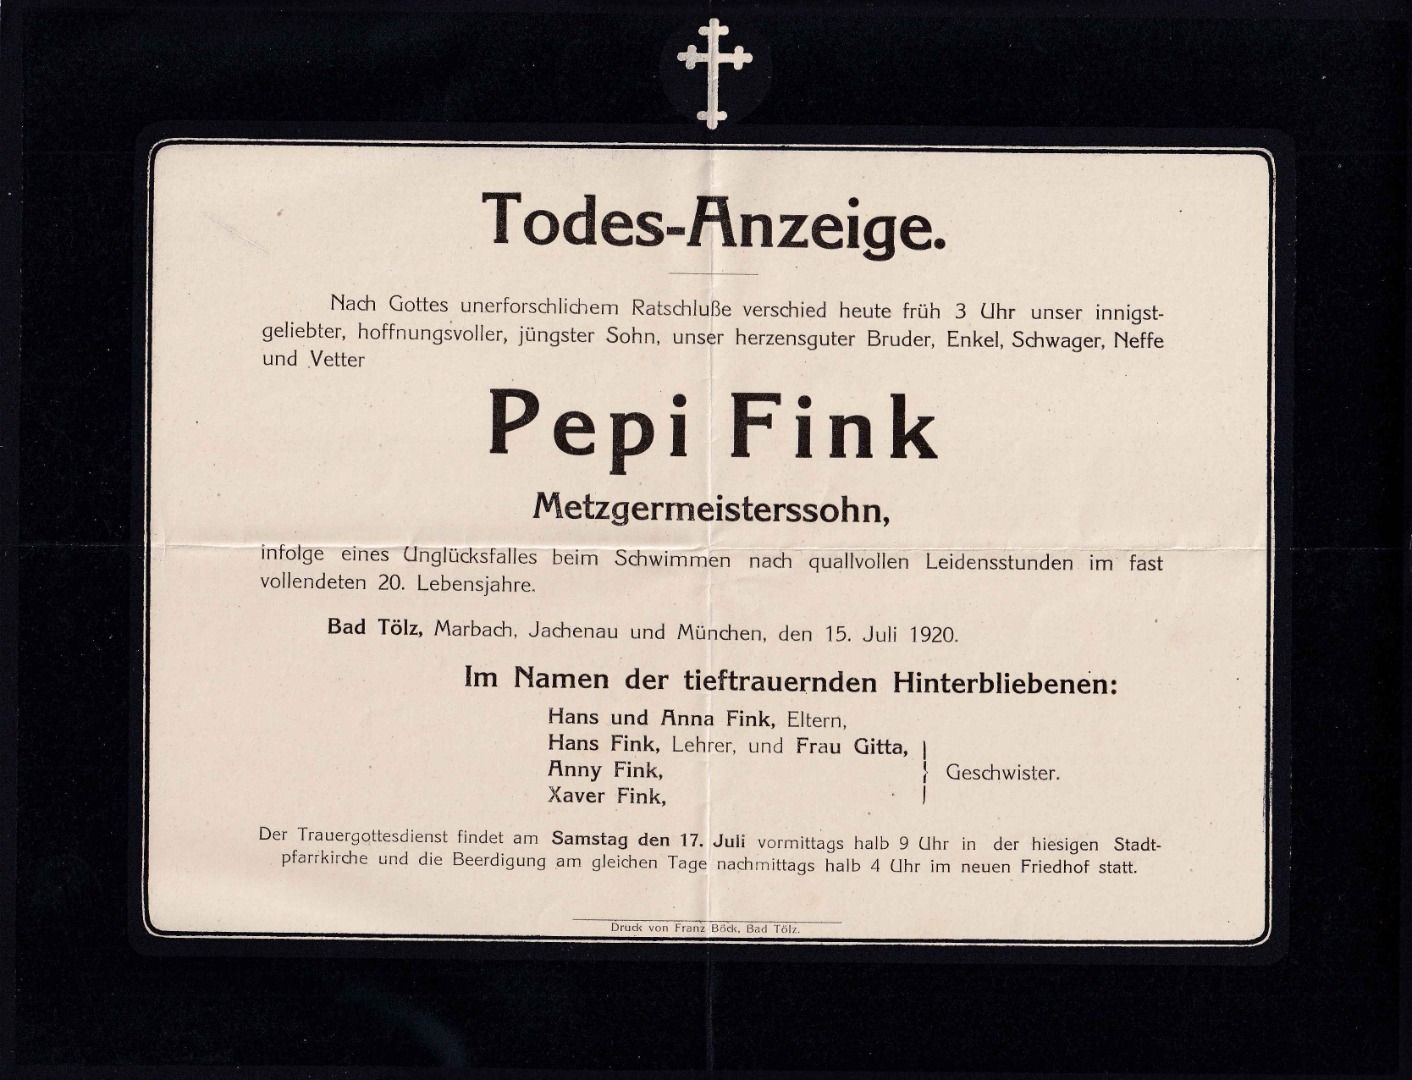 Todes-Anzeige.
Nach Gottes unerforschlichem Ratschluße verschied heute früh 3 Uhr unser innigst-
geliebter, hoffnungsvoller, jüngster Sohn, unser herzensguter Bruder, Enkel, Schwager, Neffe
und Vetter
Pepi Fink
Metzgermeisterssohn,
infolge eines Unglücksfalles beim Schwimmen nach quallvollen Leidensstunden im fast
vollendeten 20. Lebensjahre.
Bad Tölz, Marbach, Jachenau und München, den 15. Juli 1920.
Im Namen der tieftrauernden Hinterbliebenen:
Hans und Anna Fink, Eltern,
Hans Fink, Lehrer, und Frau Gitta,
Anny Fink,
Xaver Fink,
Geschwister.
Der Trauergottesdienst findet am Samstag den 17. Juli vormittags halb 9 Uhr in der hiesigen Stadt-
pfarrkirche und die Beerdigung am gleichen Tage nachmittags halb 4 Uhr im neuen Friedhof statt.
Druck von Franz Böck, Bad Tölz.